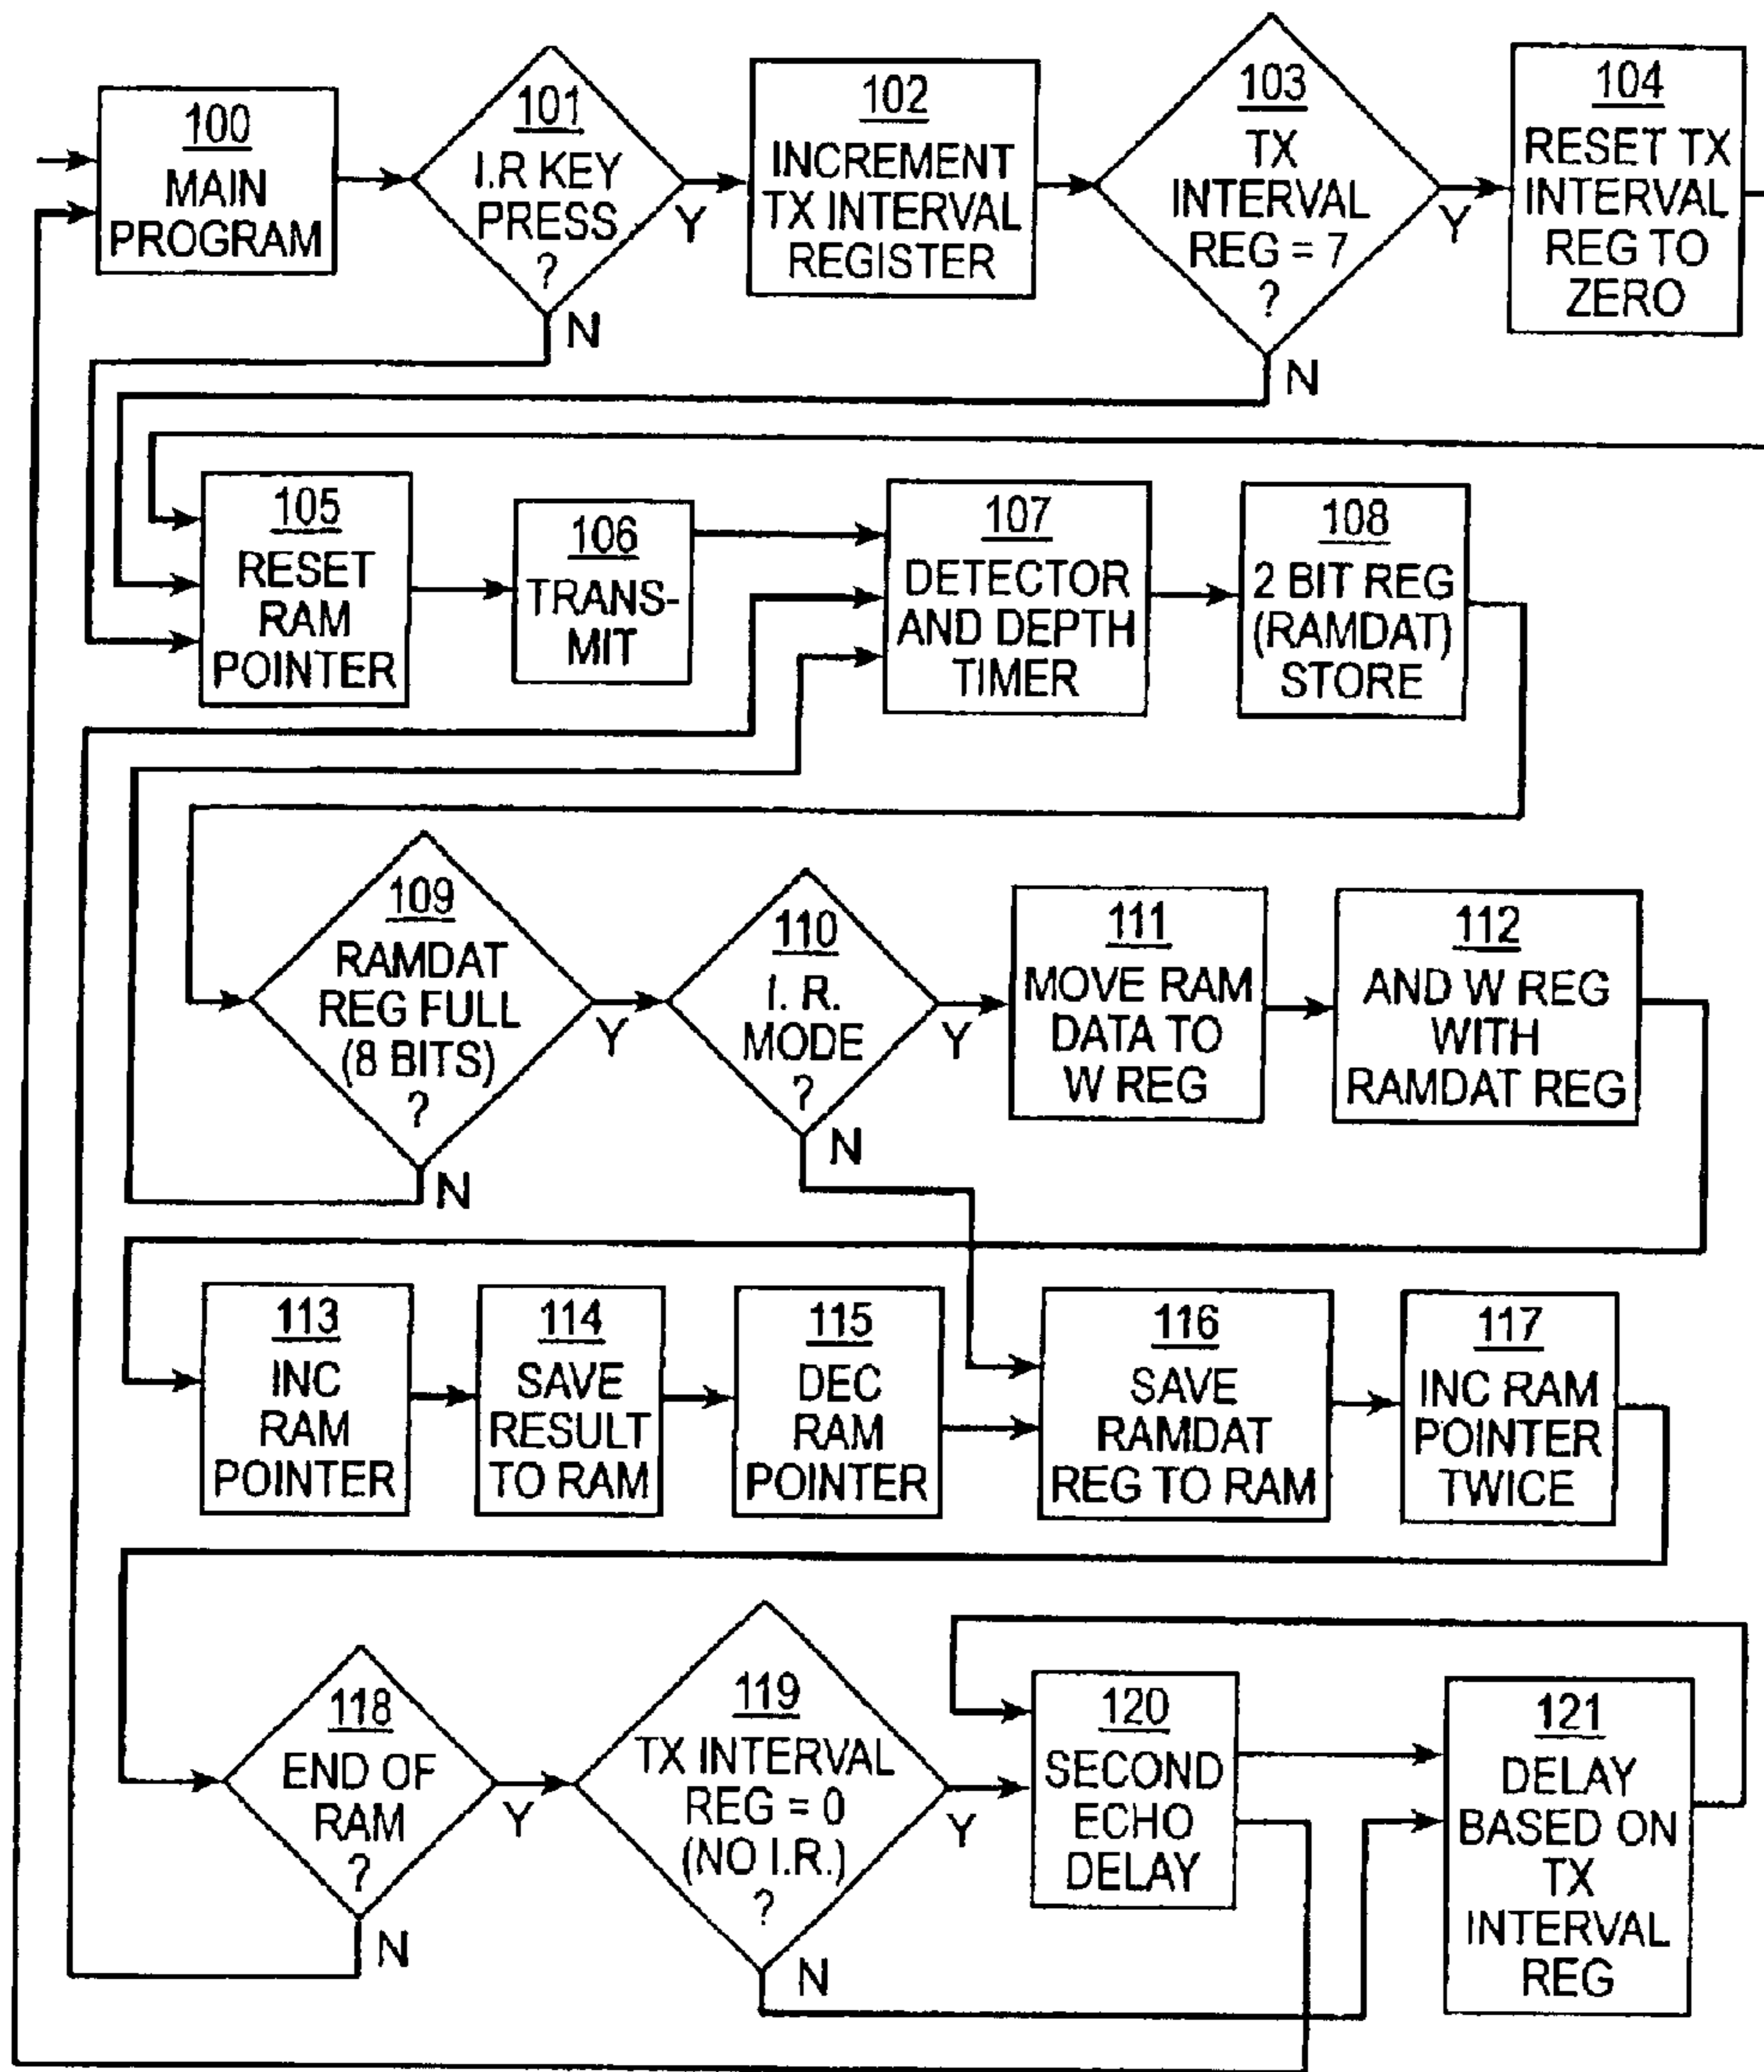 100
MAIN
PROGRAM
101
I.R KEY
PRESS
?
Y
N
102
INCREMENT
TX INTERVAL
REGISTER
103
TX
INTERVAL
REG = 7
?
Y
N
104
RESET TX
INTERVAL
REG TO
ZERO
105
RESET
RAM
POINTER
106
TRANS-
MIT
107
DETECTOR
AND DEPTH
TIMER
108
2 BIT REG
(RAMDAT)
STORE
109
RAMDAT
REG FULL
(8 BITS)
?
Y
N
110
I. R.
MODE
?
Y
N
111
MOVE RAM
DATA TO
W REG
112
AND W REG
WITH
RAMDAT REG
113
INC
RAM
POINTER
114
SAVE
RESULT
TO RAM
115
DEC
RAM
POINTER
116
SAVE
RAMDAT
REG TO RAM
117
INC RAM
POINTER
TWICE
118
END OF
RAM
?
Y
N
119
TX INTERVAL
REG = 0
(NO I.R.)
?
Y
N
120
SECOND
ECHO
DELAY
121
DELAY
BASED ON
TX
INTERVAL
REG